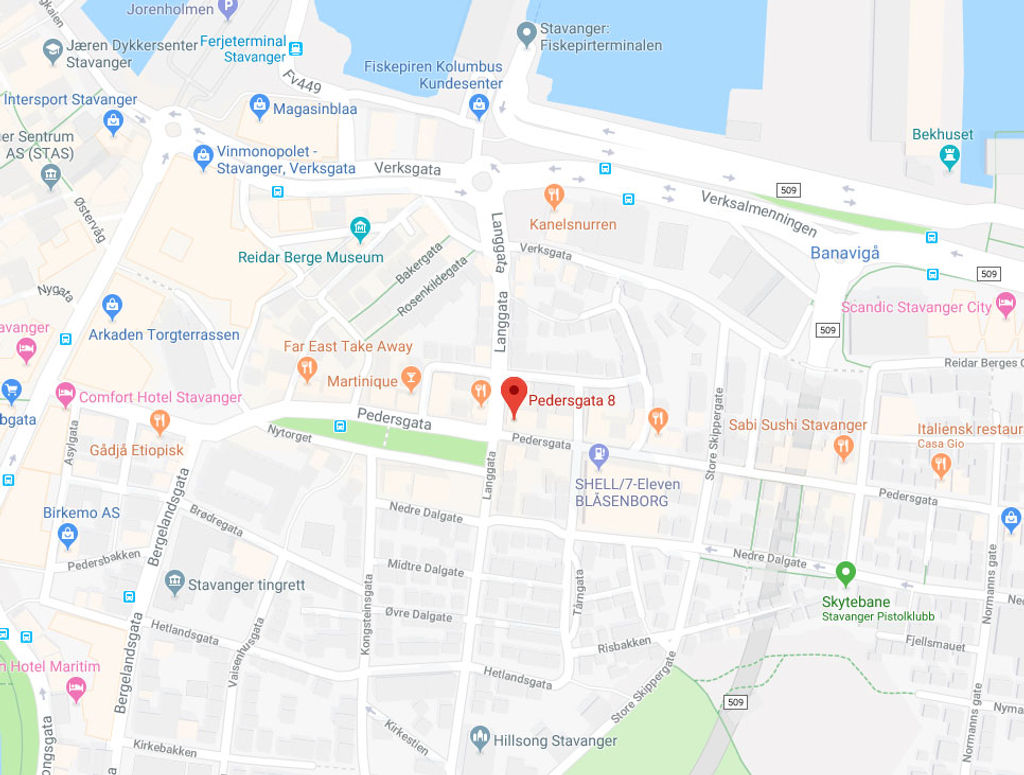 Jorenholmen
P
Jæren Dykkersenter
Stavanger
Ferjeterminal
Stavanger
Fv449
Stavanger:
Fiskepirterminalen
Fiskepiren Kolumbus
Kundesenter
Intersport Stavanger
Magasinblaa
er Sentrum
AS (STAS)
Vinmonopolet -
Stavanger, Verksgata
Verksgata
Bekhuset
509
Verksalmenningen
Østervåg
Kanelsnurren
Langgata
Reidar Berge Museum
Bakergata
Rosenkildegata
Verksgata
Banavigå
509
Nygata
Arkaden Torgterrassen
Langgata
Scandic Stavanger City
509
avanger
Far East Take Away
Martinique
Reidar Berges G
Comfort Hotel Stavanger
Pedersgata 8
bgata
Pedersgata
Store Skippergate
Sabi Sushi Stavanger
Italiensk restaur
Casa Gio
Asylgata
Gådjå Etiopisk
Nytorget
Pedersgata
Langgata
SHELL/7-Eleven
BLÅSENBORG
Pedersgata
Bergelandsgata
Birkemo AS
Brødregata
Nedre Dalgate
Nedre Dalgate
Normanns gate
Pedersbakken
Stavanger tingrett
Midtre Dalgate
Kongsteinsgata
Tårngata
Øvre Dalgate
Skytebane
Stavanger Pistolklubb
Hetlandsgata
Valsenhusgata
Bergelandsgata
Risbakken
Fjellsmauet
n Hotel Maritim
Hetlandsgata
Store Skippergate
509
Normanns gate
Nyma
ongsgata
Kirkebakken
Kirkestien
Hillsong Stavanger